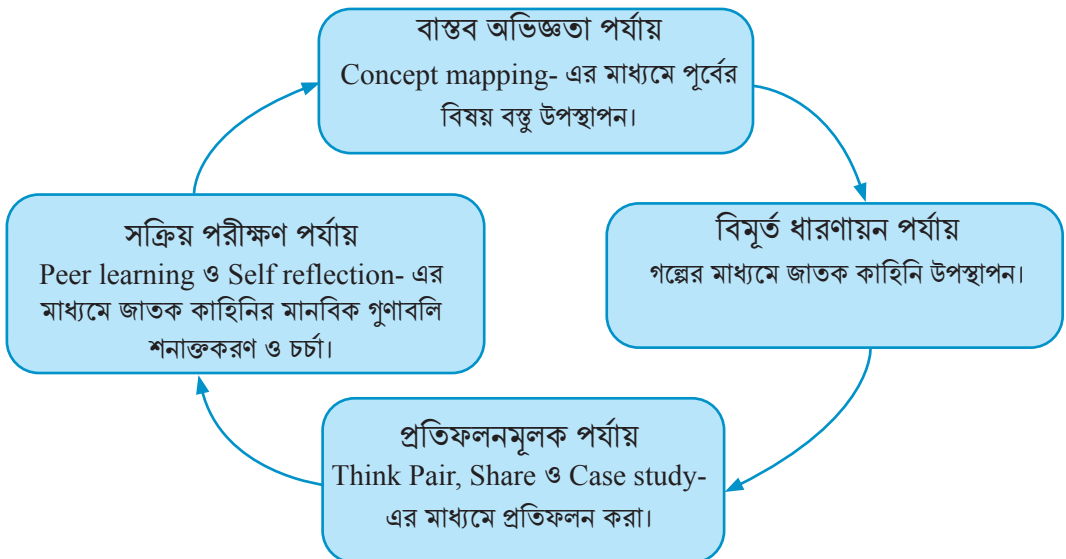 বাস্তব অভিজ্ঞতা পর্যায়
Concept mapping- এর মাধ্যমে পূর্বের
বিষয় বস্তু উপস্থাপন।
বিমূর্ত ধারণায়ন পর্যায়
গল্পের মাধ্যমে জাতক কাহিনি উপস্থাপন।
প্রতিফলনমূলক পর্যায়
Think Pair, Share ও Case study-
এর মাধ্যমে প্রতিফলন করা।
সক্রিয় পরীক্ষণ পর্যায়
Peer learning ও Self reflection- এর
মাধ্যমে জাতক কাহিনির মানবিক গুণাবলি
শনাক্তকরণ ও চর্চা।